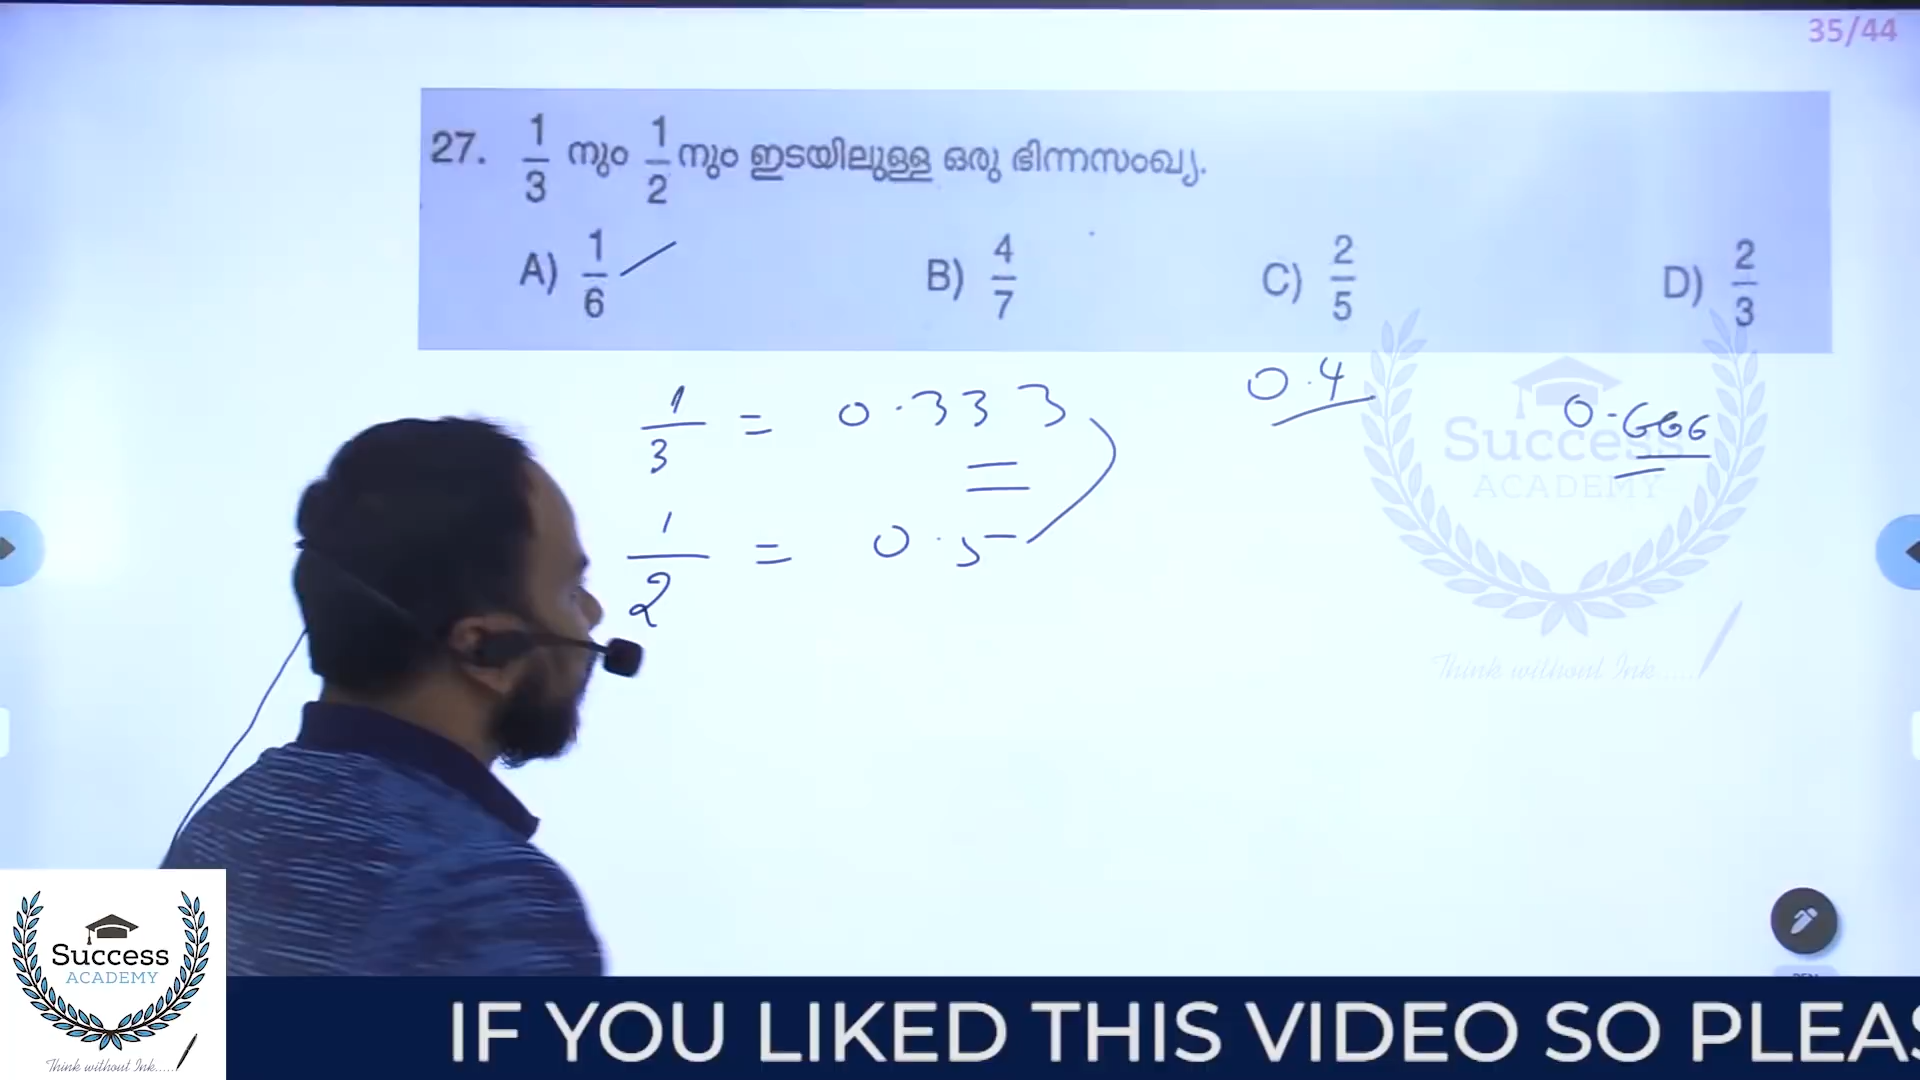 35/44
27. 1/3 നും 1/2 നും ഇടയിലുള്ള ഒരു ഭിന്നസംഖ്യ.
A) 1/6 B) 4/7 C) 2/5 D) 2/3
1/3 = 0.333
0.4
0.666
1/2 = 0.5
Success
ACADEMY
Think without Ink.....
Success
ACADEMY
Think without Ink.....
IF YOU LIKED THIS VIDEO SO PLEAS